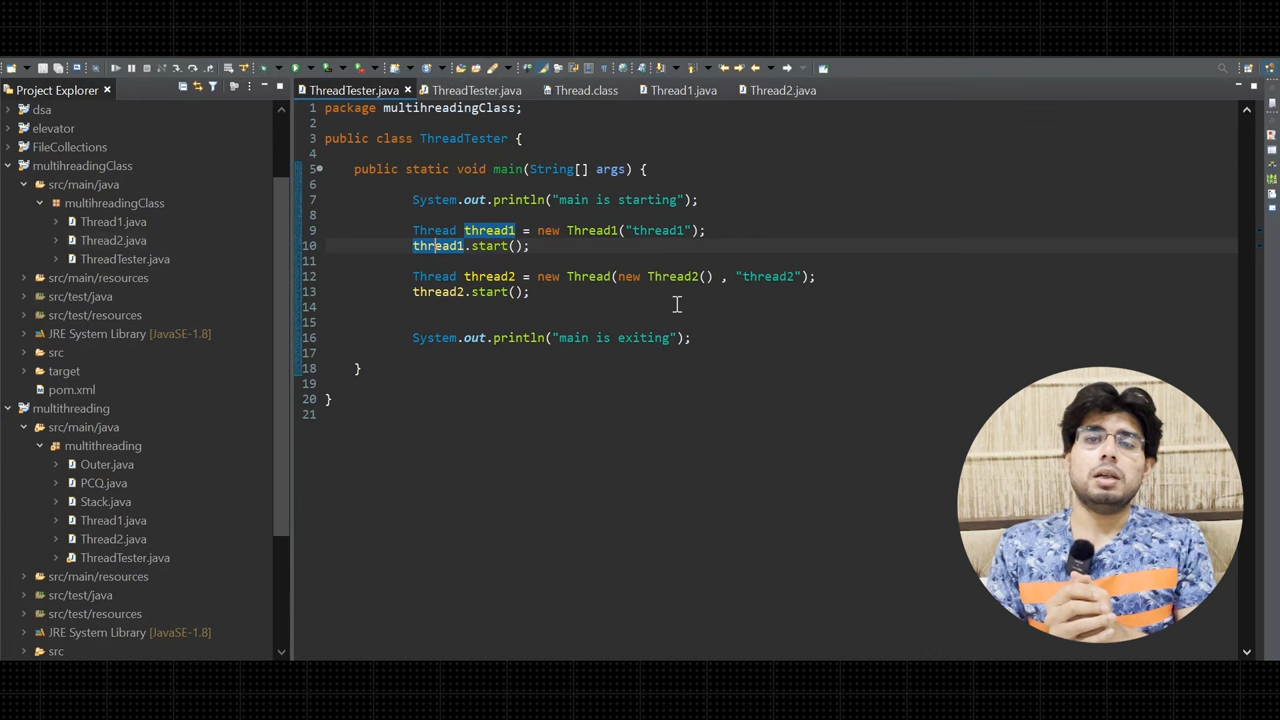 Project Explorer
dsa
elevator
FileCollections
multihreadingClass
src/main/java
multihreadingClass
Thread1.java
Thread2.java
ThreadTester.java
src/main/resources
src/test/java
src/test/resources
JRE System Library [JavaSE-1.8]
src
target
pom.xml
multithreading
src/main/java
multithreading
Outer.java
PCQ.java
Stack.java
Thread1.java
Thread2.java
ThreadTester.java
src/main/resources
src/test/java
src/test/resources
JRE System Library [JavaSE-1.8]
src
ThreadTester.java ThreadTester.java Thread.class Thread1.java Thread2.java
1 package multihreadingClass;
2
3 public class ThreadTester {
4
5 public static void main(String[] args) {
6
7 System.out.println("main is starting");
8
9 Thread thread1 = new Thread1("thread1");
10 thread1.start();
11
12 Thread thread2 = new Thread(new Thread2() , "thread2");
13 thread2.start();
14
15
16 System.out.println("main is exiting");
17
18 }
19
20 }
21